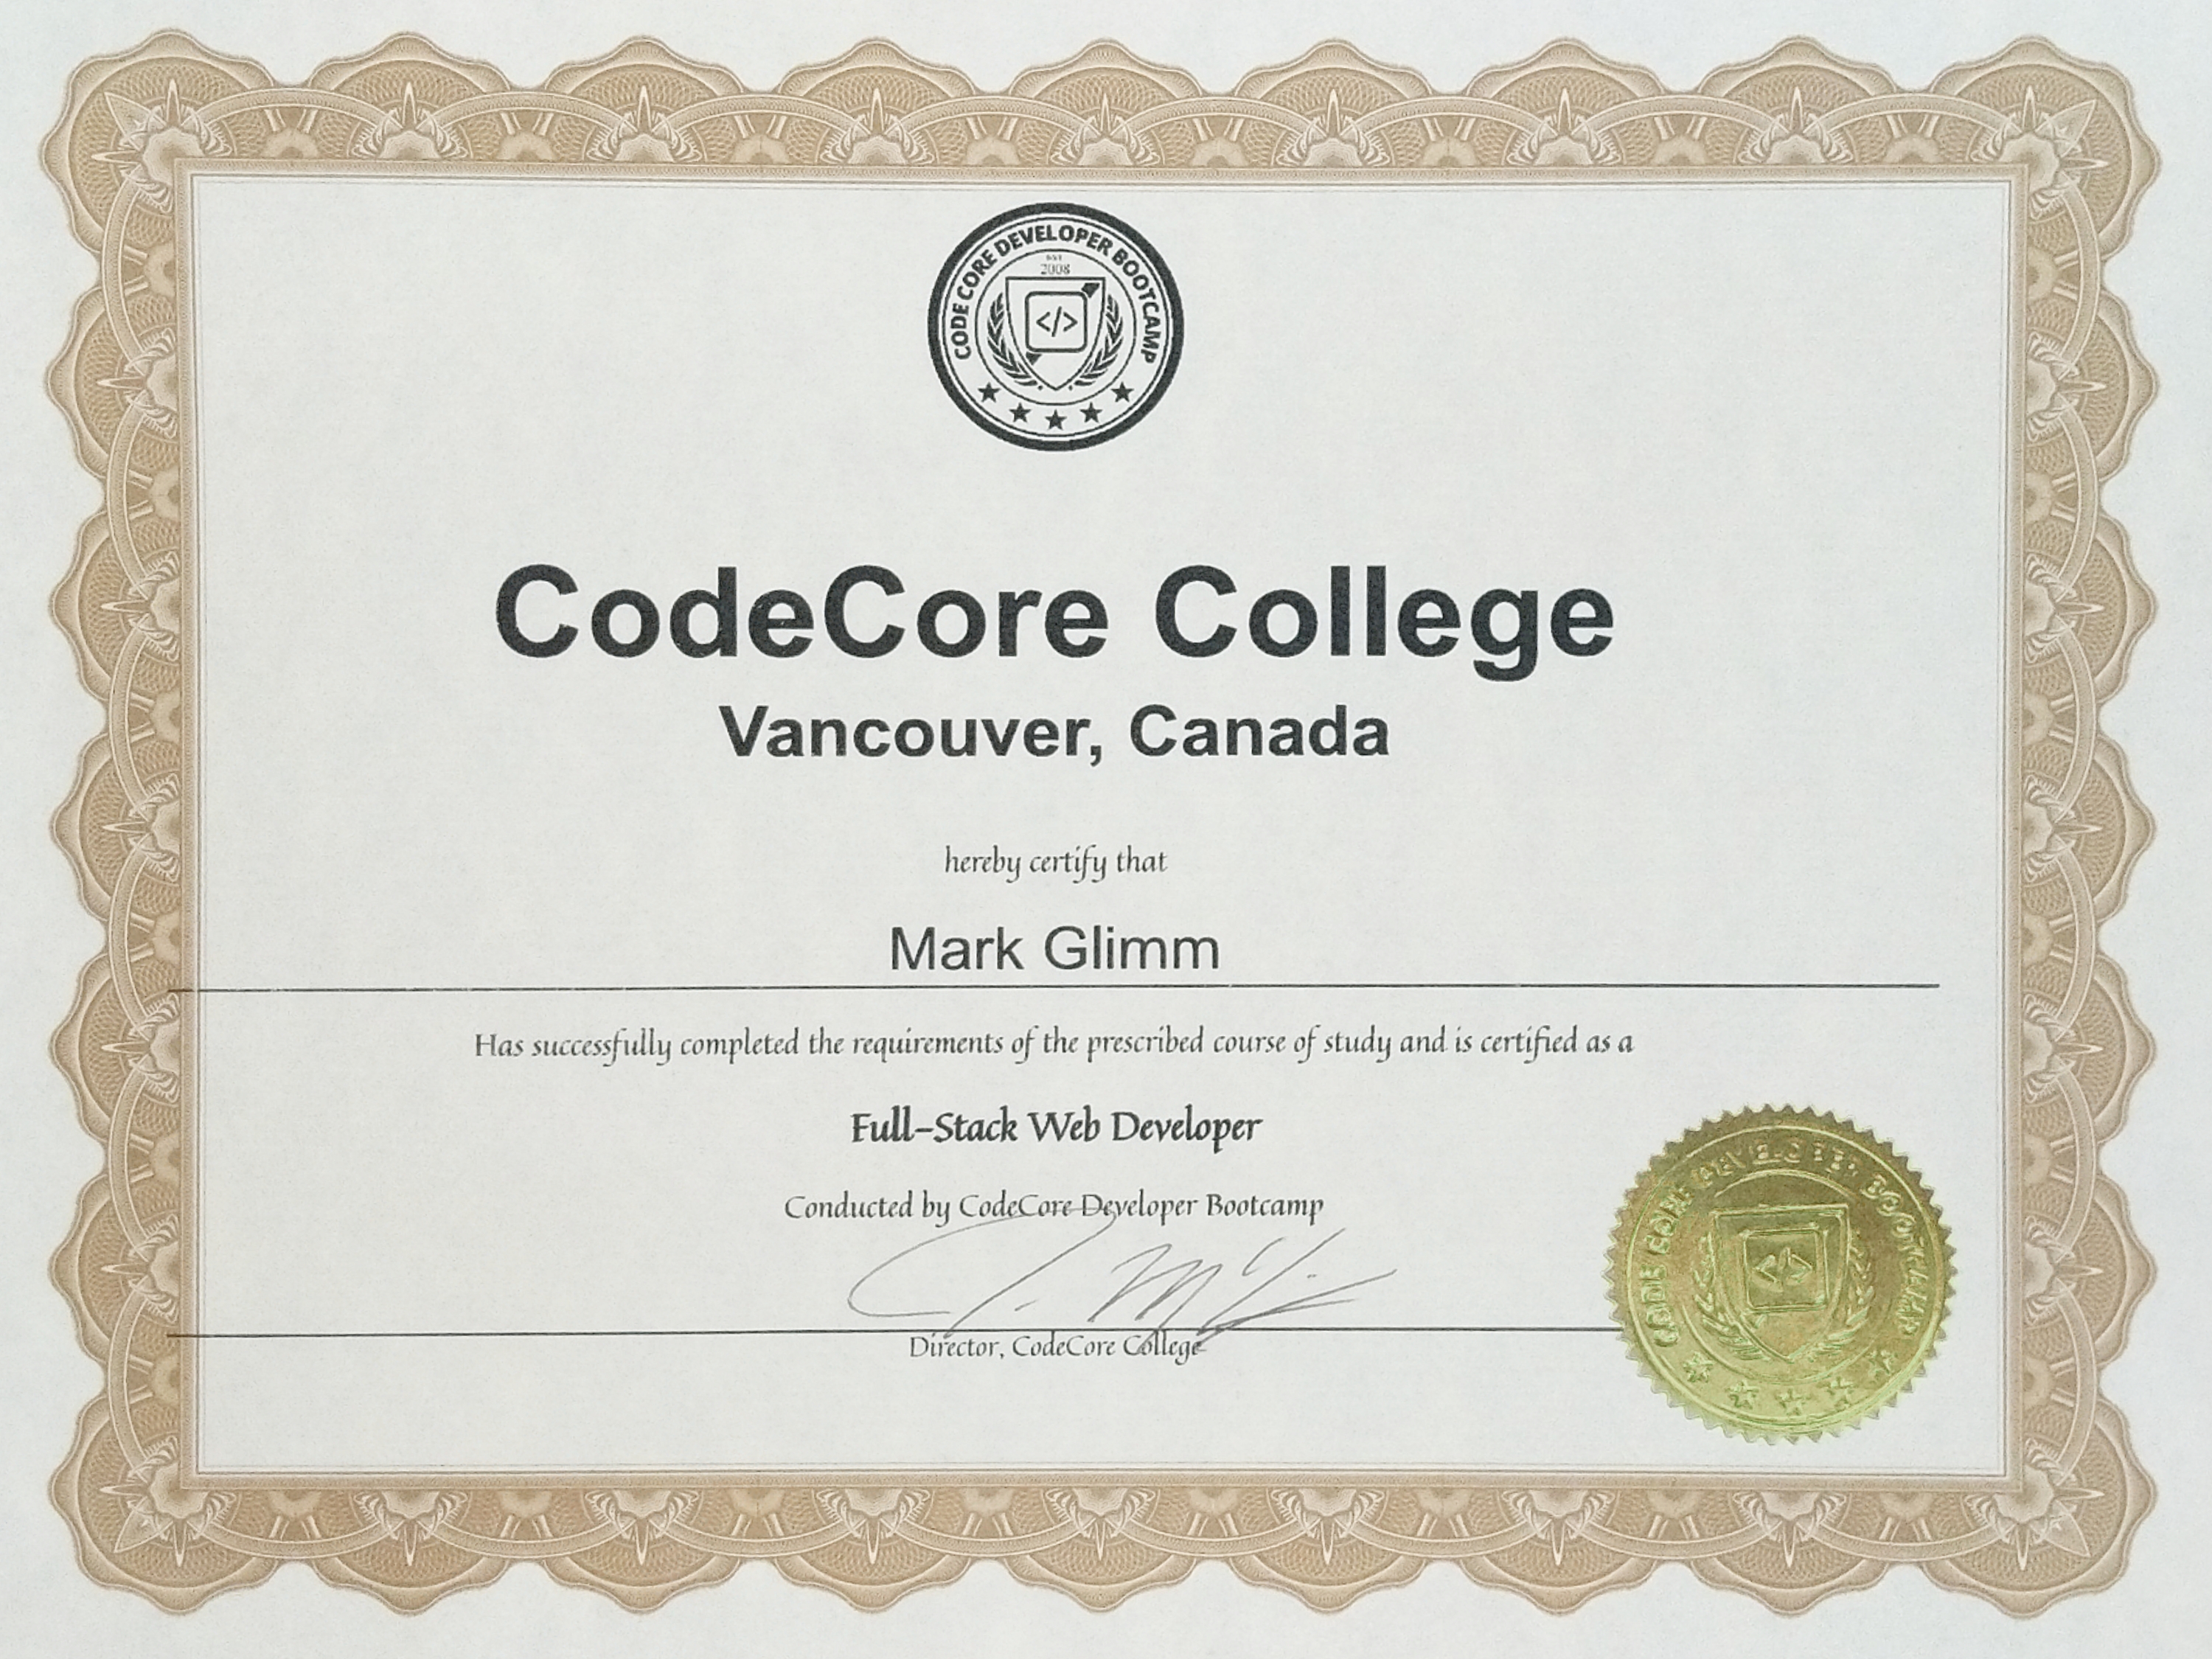 CODE CORE DEVELOPER BOOTCAMP
2008
</>
CodeCore College
Vancouver, Canada
hereby certify that
Mark Glimm
Has successfully completed the requirements of the prescribed course of study and is certified as a
Full-Stack Web Developer
Conducted by CodeCore Developer Bootcamp
Director, CodeCore College
CODE CORE DEVELOPER BOOTCAMP
</>